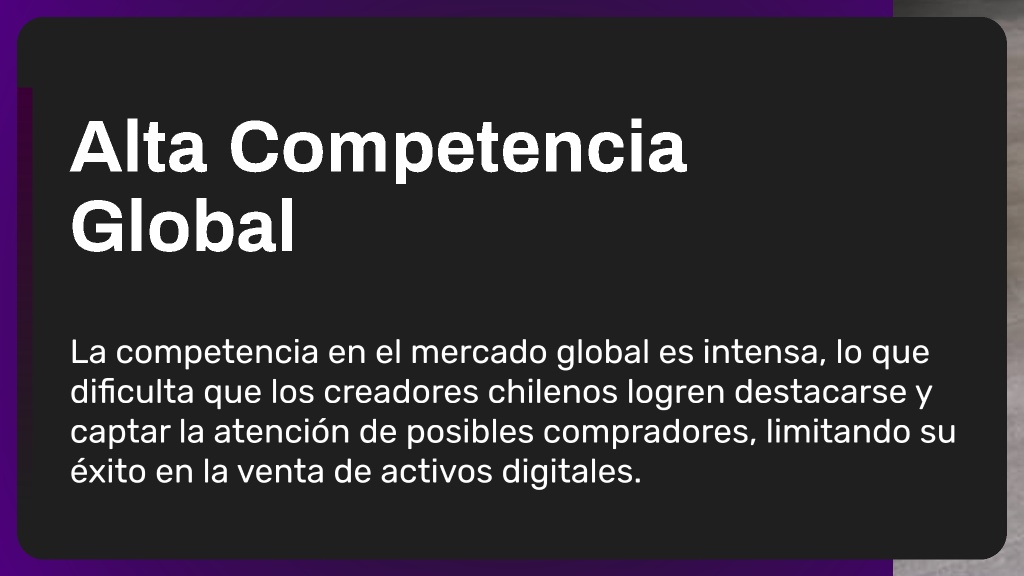 Alta Competencia
Global
La competencia en el mercado global es intensa, lo que
dificulta que los creadores chilenos logren destacarse y
captar la atención de posibles compradores, limitando su
éxito en la venta de activos digitales.